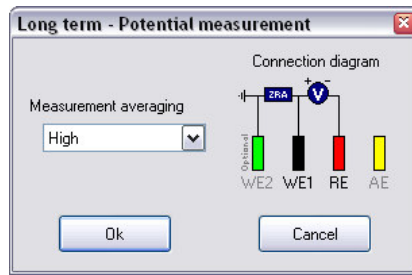 Long term - Potential measurement
Connection diagram
Measurement averaging
High
ZRA
+ -
V
Optional
WE2 WE1 RE AE
Ok
Cancel